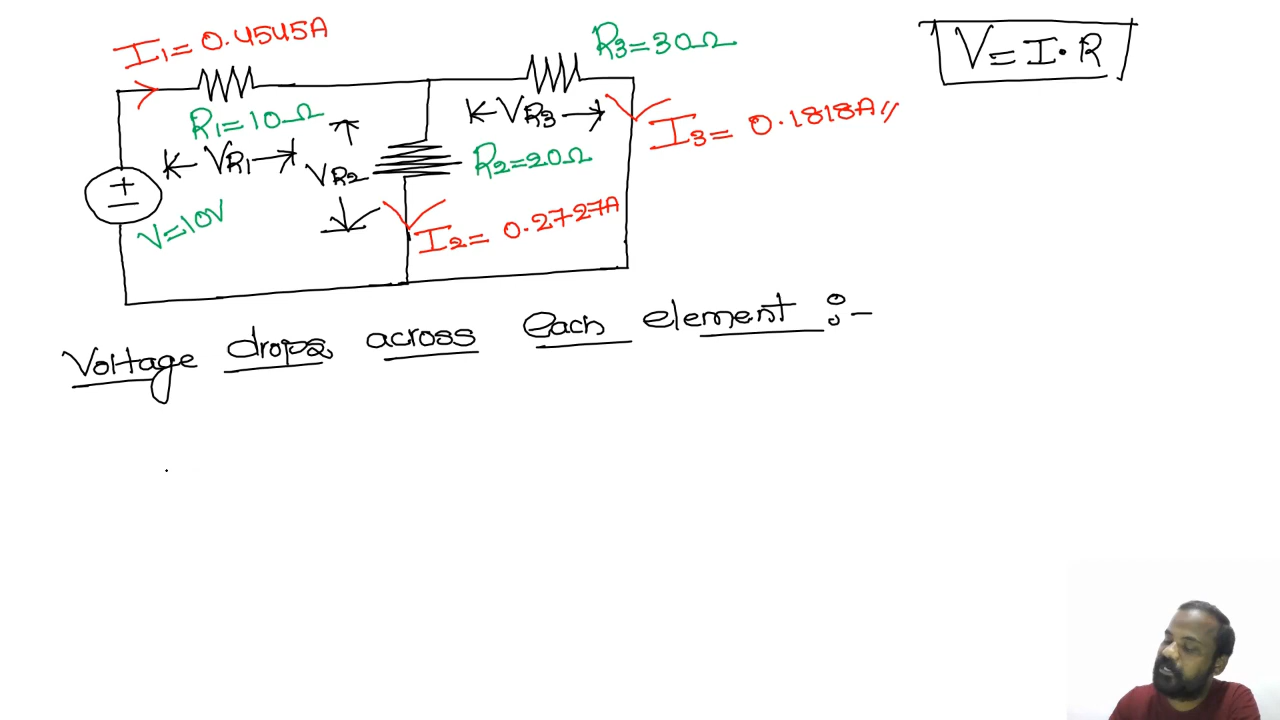 I₁= 0.4545A
R₃=30Ω
V=I·R
R₁=10Ω
VR₃
I₃= 0.1818A//
VR₁
VR₂
R₂=20Ω
V=10V
I₂= 0.2727A
Voltage drops across each element :-